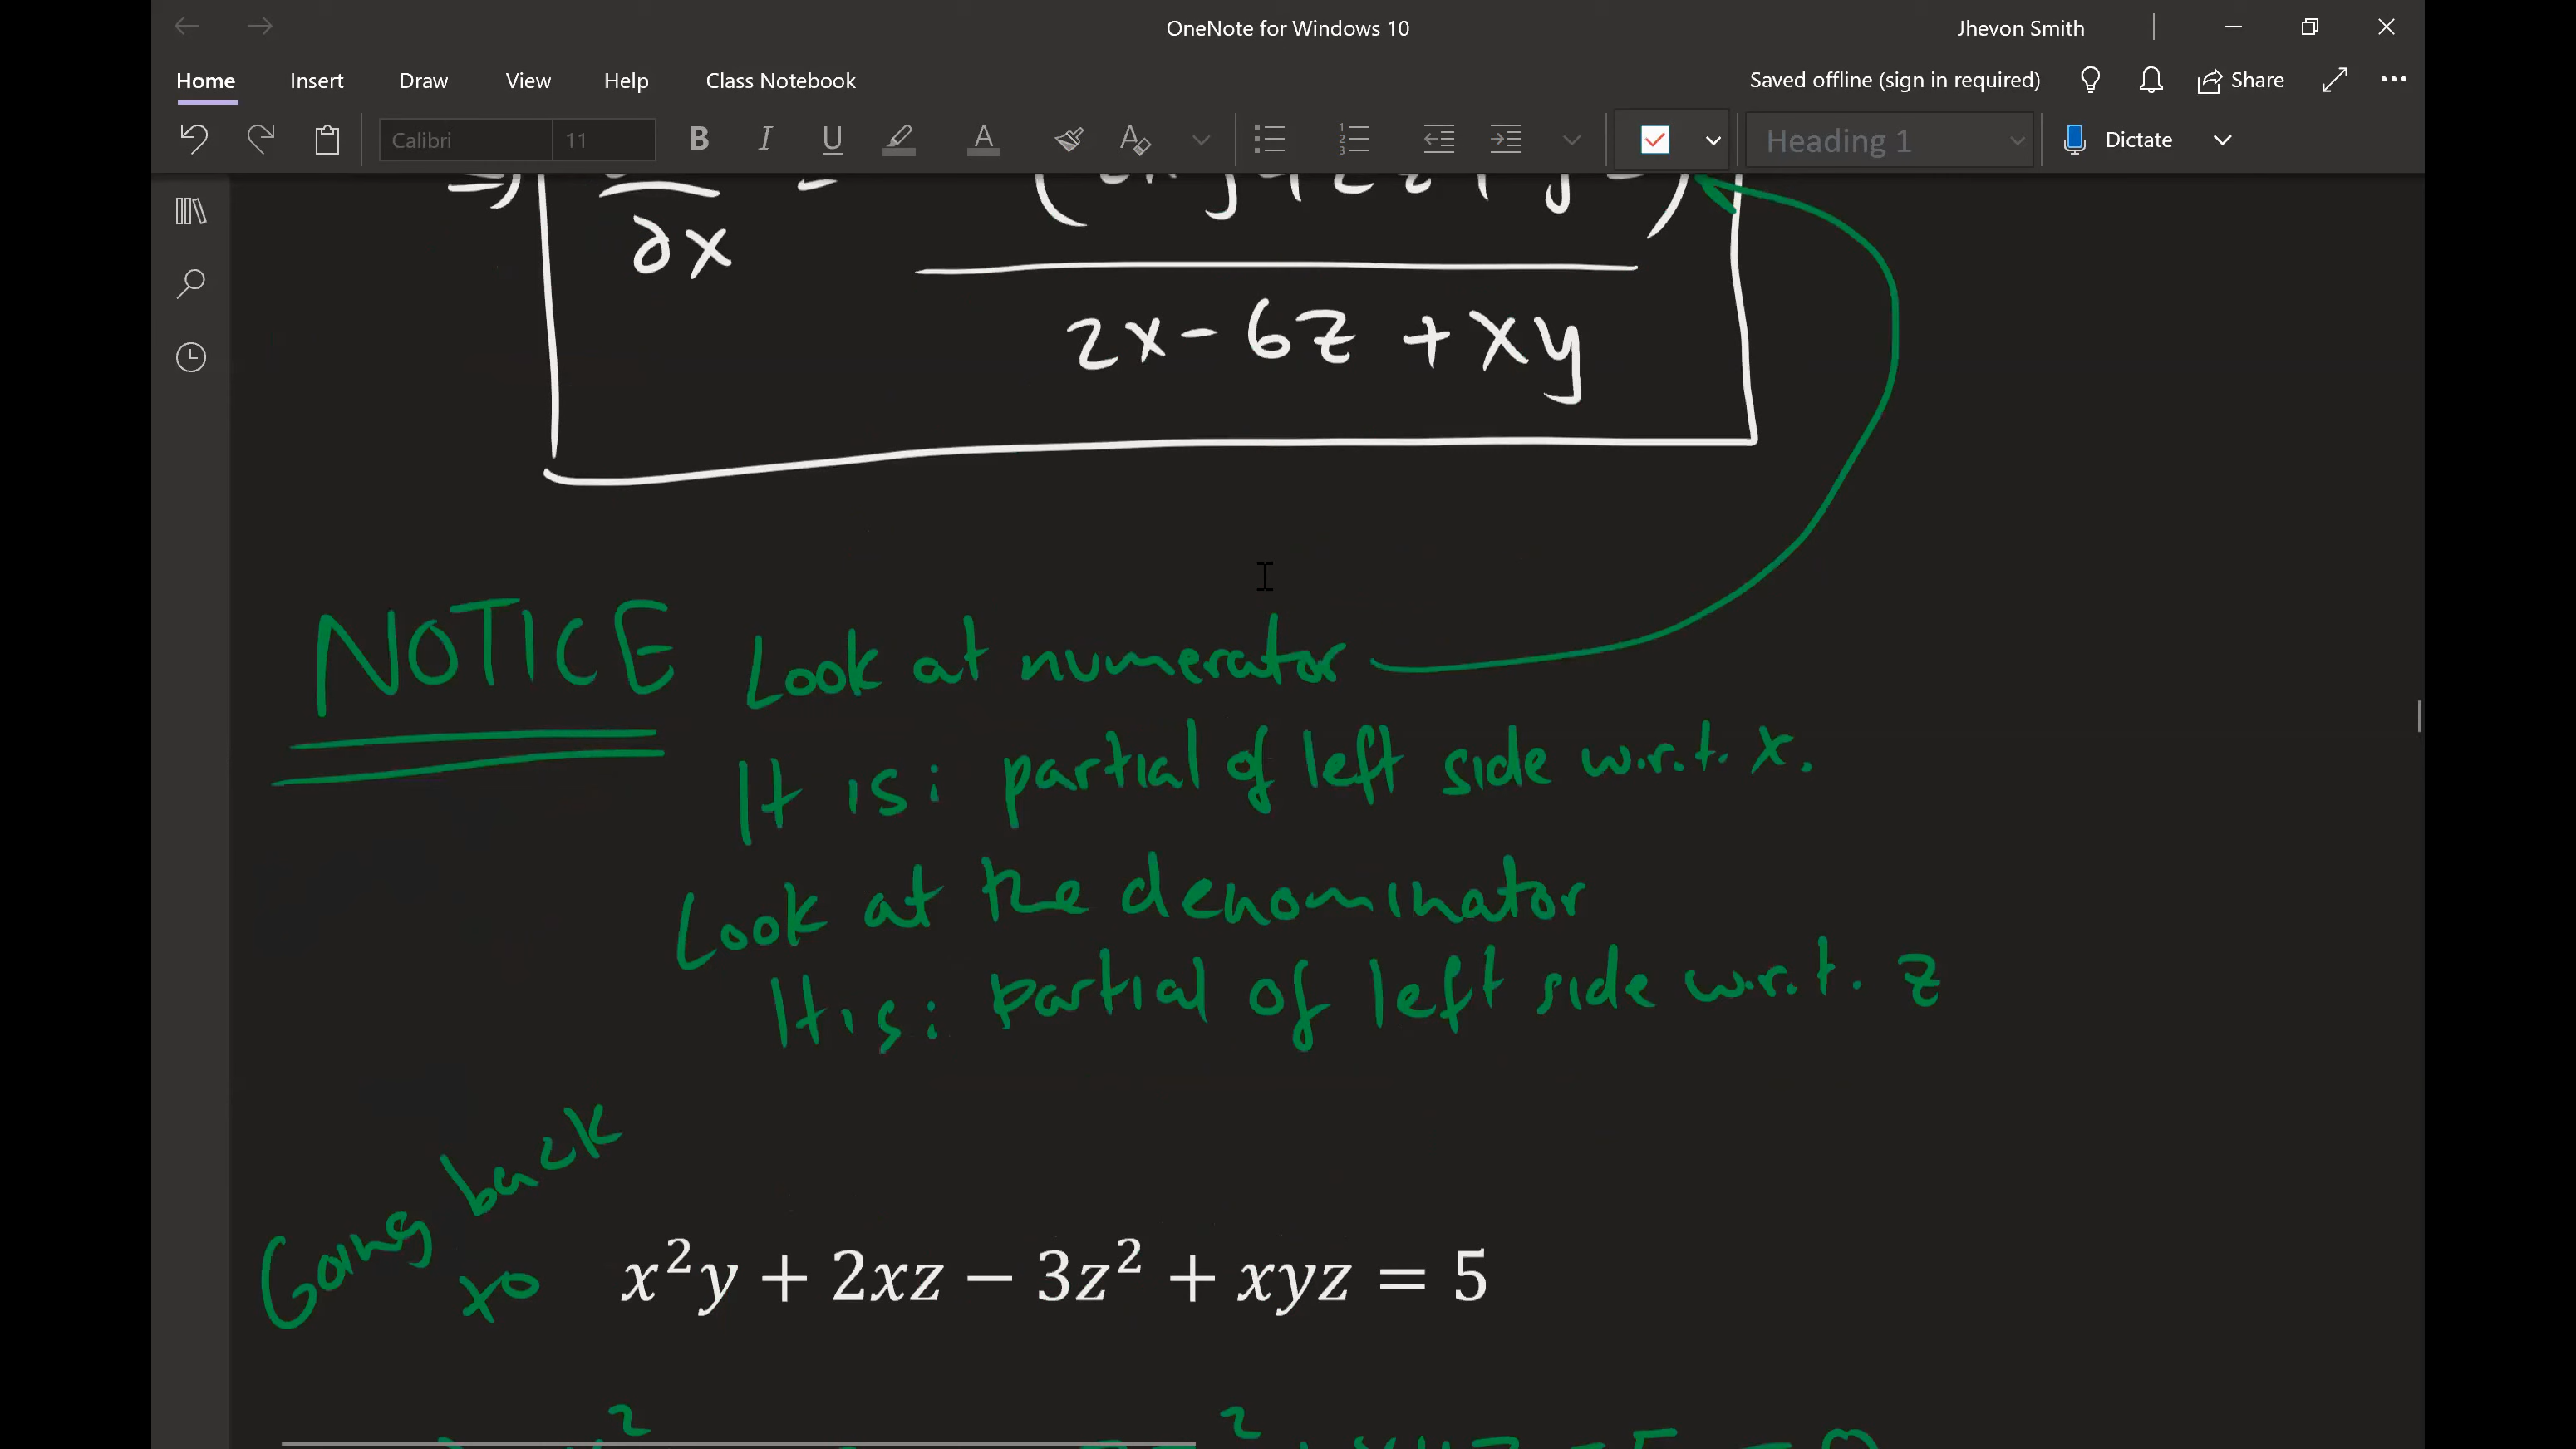 OneNote for Windows 10
Jhevon Smith
Home Insert Draw View Help Class Notebook
Saved offline (sign in required) Share
Calibri 11 B I U A A Heading 1 Dictate
∂x
2x - 6z + xy
NOTICE Look at numerator
It is: partial of left side w.r.t. x.
Look at the denominator
It is: partial of left side w.r.t. z
Going back
to x²y + 2xz − 3z² + xyz = 5